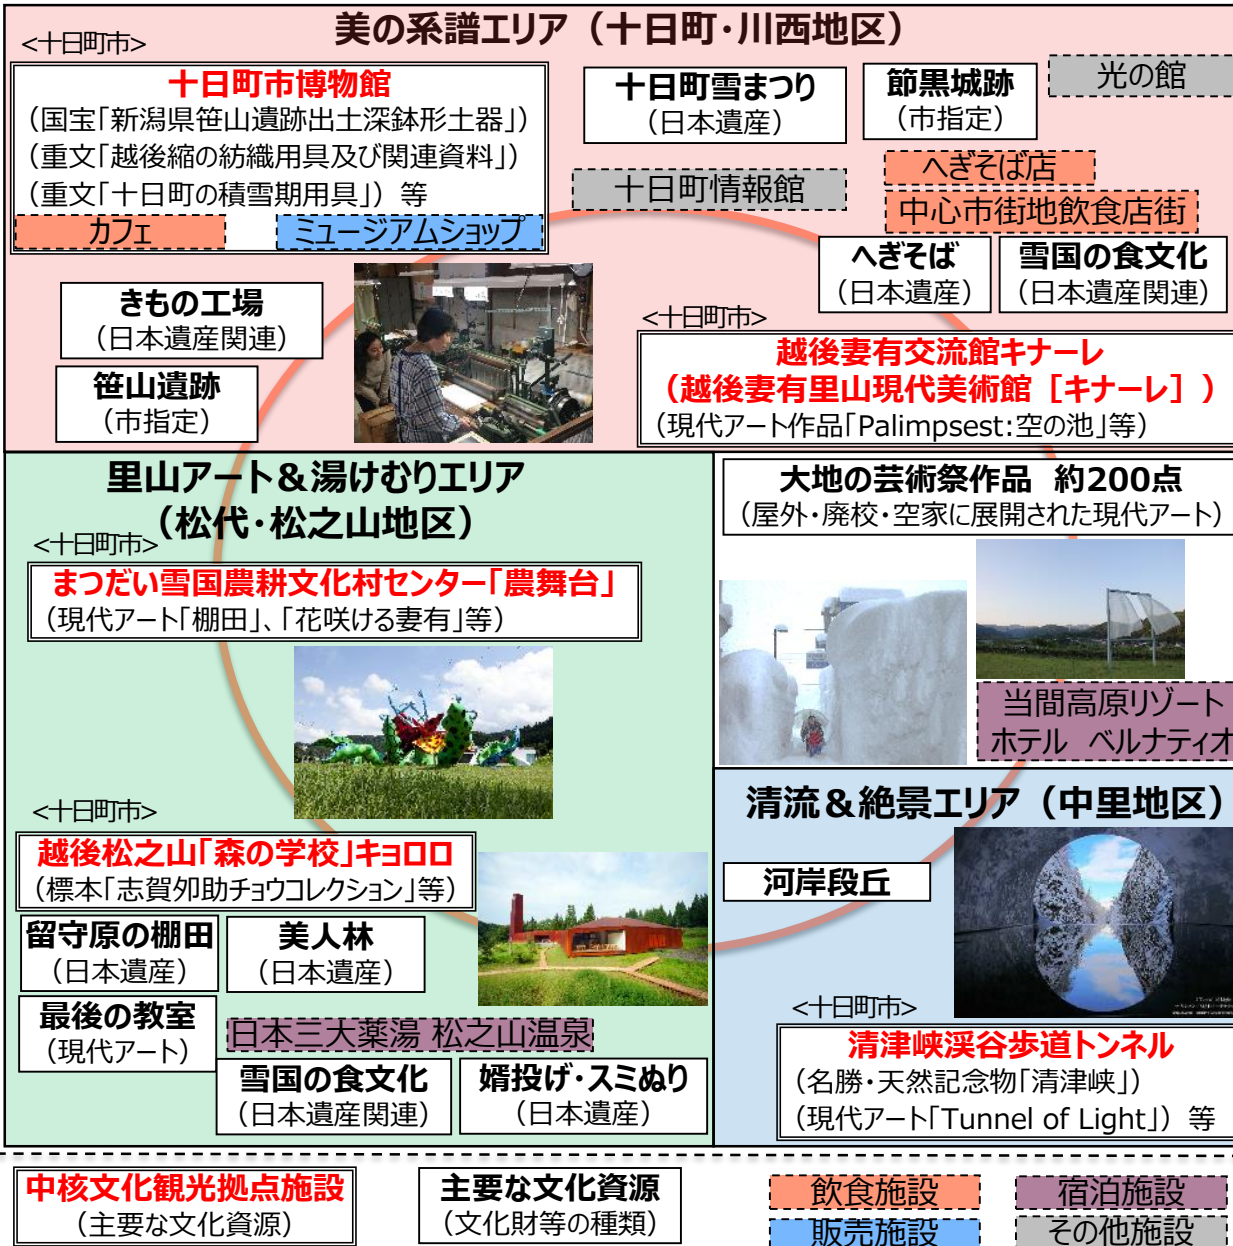 美の系譜エリア（十日町・川西地区）
<十日町市>
十日町市博物館
（国宝「新潟県笹山遺跡出土深鉢形土器」）
（重文「越後縮の紡織用具及び関連資料」）
（重文「十日町の積雪期用具」）等
カフェ
ミュージアムショップ
十日町雪まつり
（日本遺産）
節黒城跡
（市指定）
光の館
十日町情報館
へぎそば店
中心市街地飲食店街
へぎそば
（日本遺産）
雪国の食文化
（日本遺産関連）
きもの工場
（日本遺産関連）
笹山遺跡
（市指定）
<十日町市>
越後妻有交流館キナーレ
（越後妻有里山現代美術館［キナーレ］）
（現代アート作品「Palimpsest:空の池」等）
里山アート＆湯けむりエリア
（松代・松之山地区）
<十日町市>
まつだい雪国農耕文化村センター「農舞台」
（現代アート「棚田」、「花咲ける妻有」等）
<十日町市>
越後松之山「森の学校」キョロロ
（標本「志賀夘助チョウコレクション」等）
留守原の棚田
（日本遺産）
美人林
（日本遺産）
最後の教室
（現代アート）
日本三大薬湯 松之山温泉
雪国の食文化
（日本遺産関連）
婿投げ・スミぬり
（日本遺産）
大地の芸術祭作品 約200点
（屋外・廃校・空家に展開された現代アート）
当間高原リゾート
ホテル ベルナティオ
清流＆絶景エリア（中里地区）
河岸段丘
<十日町市>
清津峡渓谷歩道トンネル
（名勝・天然記念物「清津峡」）
（現代アート「Tunnel of Light」）等
中核文化観光拠点施設
（主要な文化資源）
主要な文化資源
（文化財等の種類）
飲食施設
宿泊施設
販売施設
その他施設